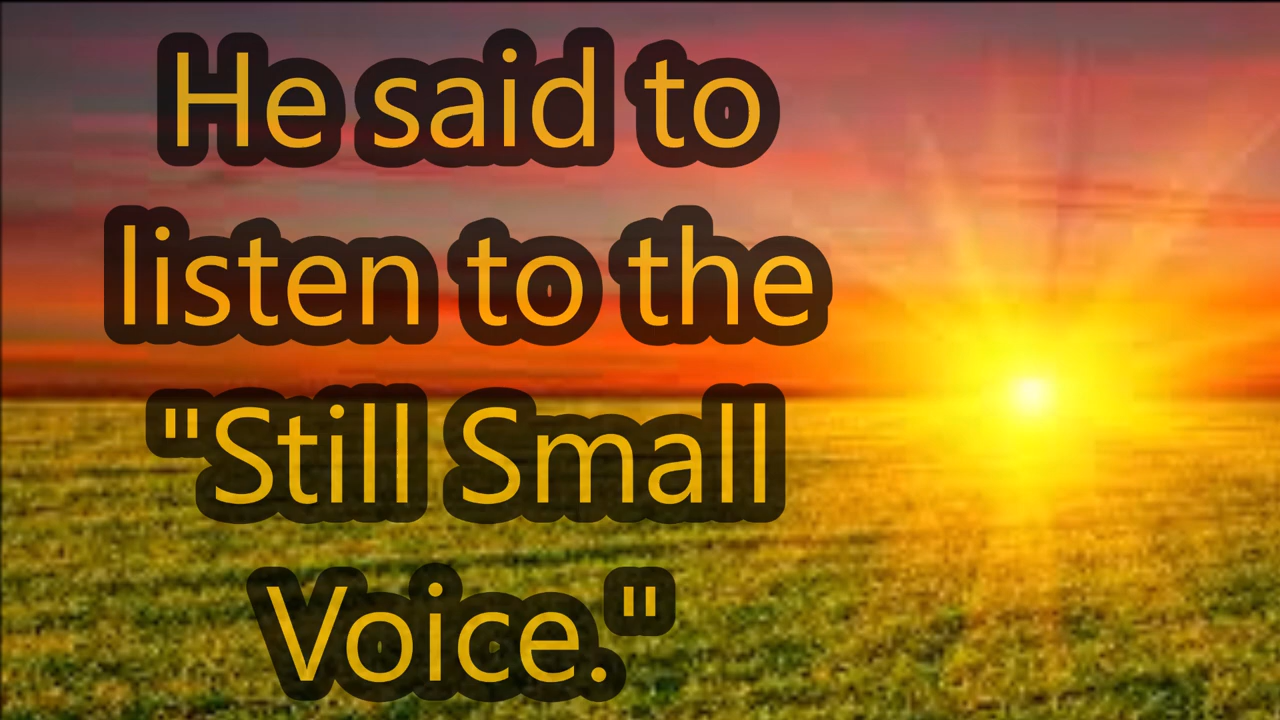 He said to
listen to the
"Still Small
Voice."